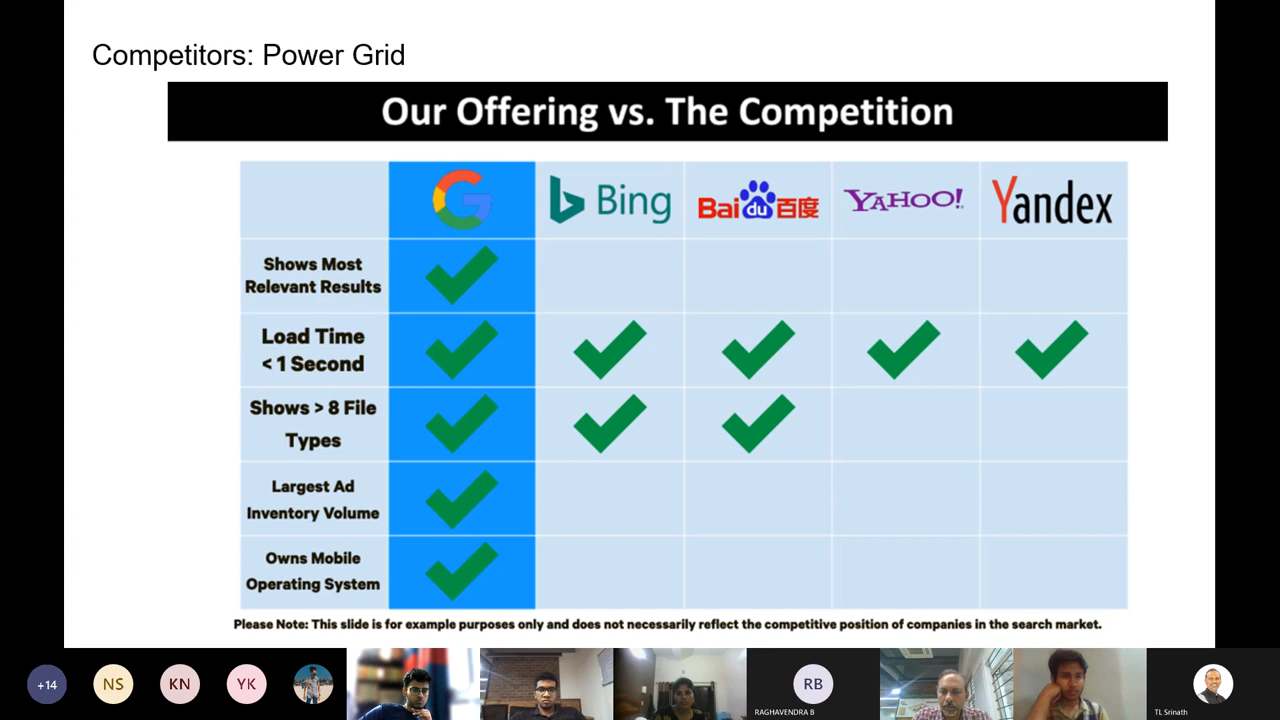 Competitors: Power Grid
Our Offering vs. The Competition
G
Bing
Bai du 百度
YAHOO!
Yandex
Shows Most
Relevant Results
Load Time
< 1 Second
Shows > 8 File
Types
Largest Ad
Inventory Volume
Owns Mobile
Operating System
Please Note: This slide is for example purposes only and does not necessarily reflect the competitive position of companies in the search market.
+14
NS
KN
YK
RB
RAGHAVENDRA B
TL Srinath